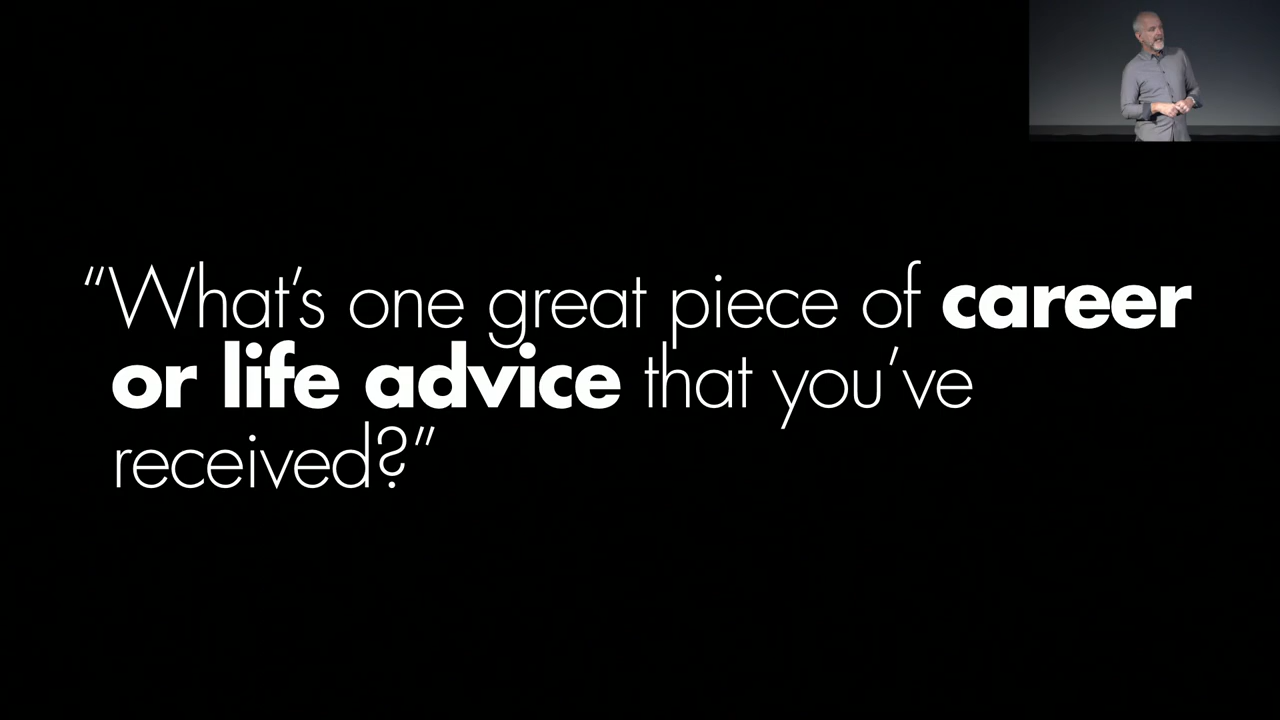 “What’s one great piece of career
or life advice that you’ve
received?”